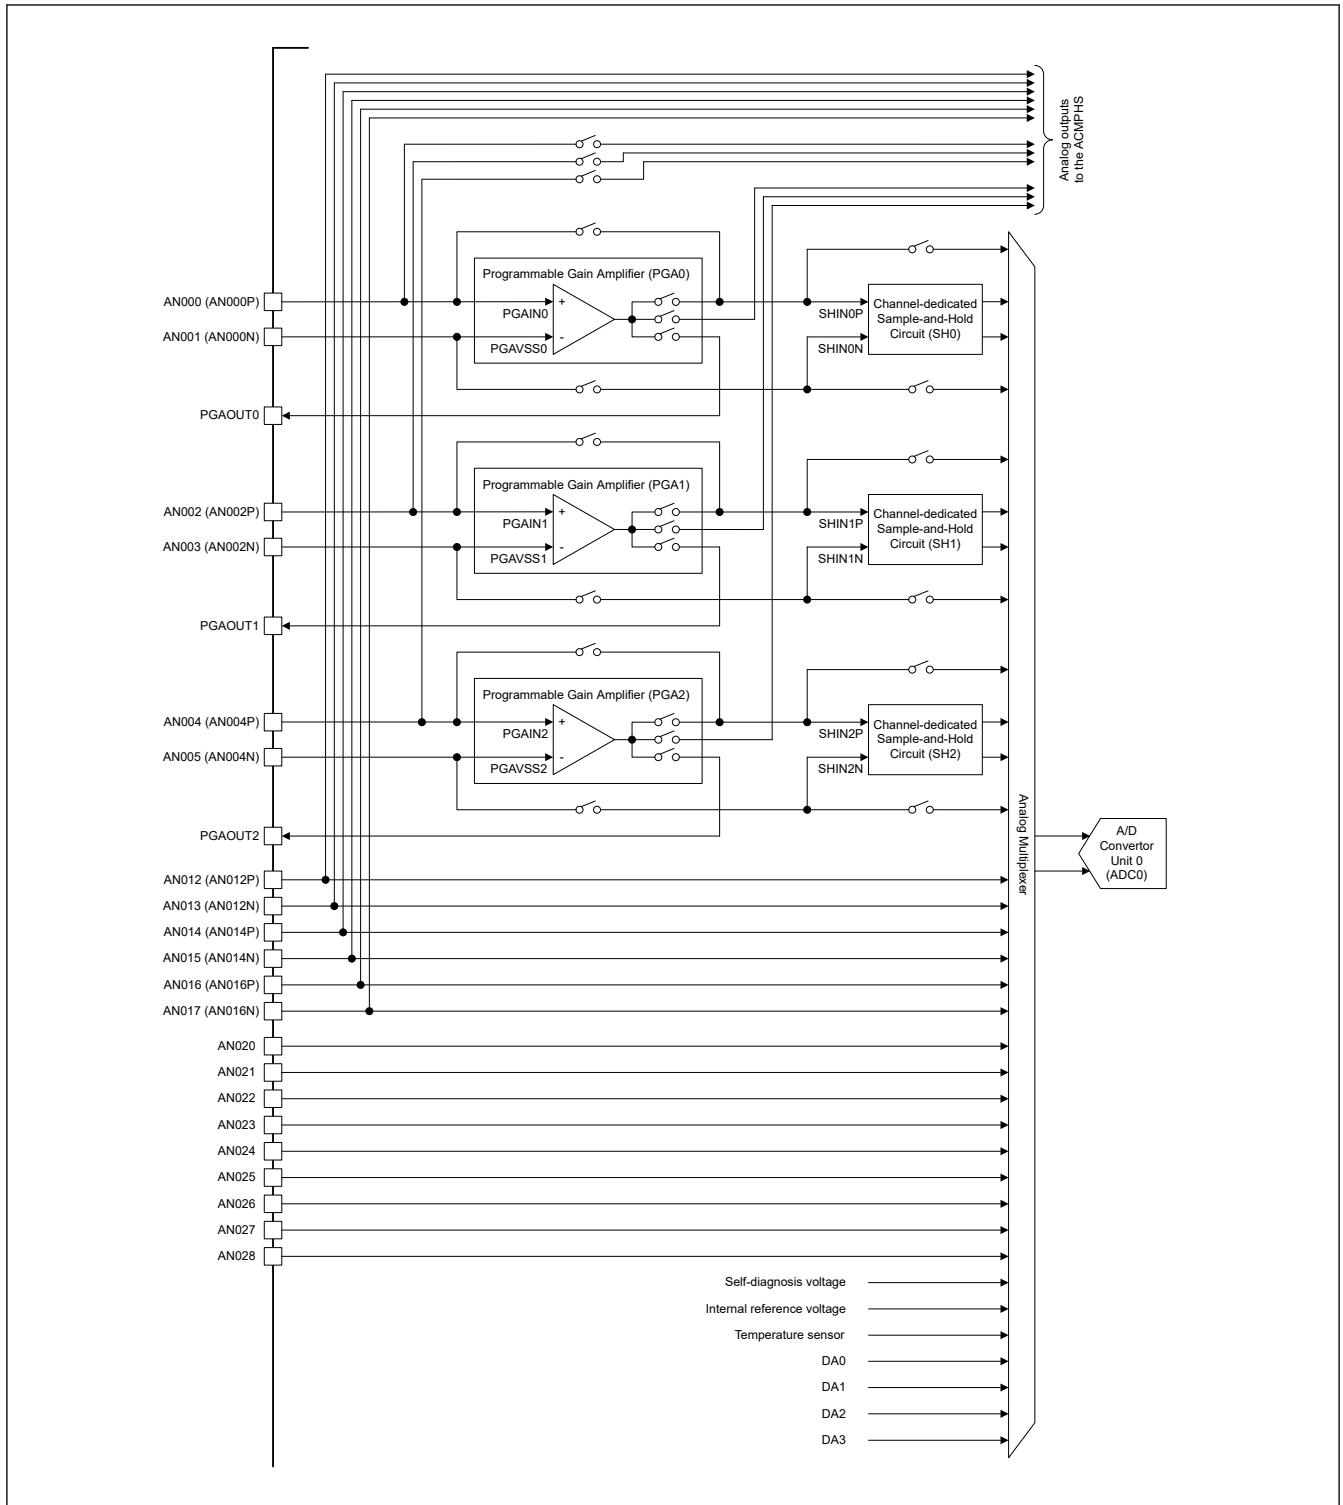 Analog outputs
to the ACMPHS
Programmable Gain Amplifier (PGA0)
AN000 (AN000P)
PGAIN0
+
SHIN0P
Channel-dedicated
Sample-and-Hold
Circuit (SH0)
AN001 (AN000N)
PGAVSS0
-
SHIN0N
PGAOUT0
Programmable Gain Amplifier (PGA1)
AN002 (AN002P)
PGAIN1
+
SHIN1P
Channel-dedicated
Sample-and-Hold
Circuit (SH1)
AN003 (AN002N)
PGAVSS1
-
SHIN1N
PGAOUT1
Programmable Gain Amplifier (PGA2)
AN004 (AN004P)
PGAIN2
+
SHIN2P
Channel-dedicated
Sample-and-Hold
Circuit (SH2)
AN005 (AN004N)
PGAVSS2
-
SHIN2N
PGAOUT2
Analog Multiplexer
A/D
Convertor
Unit 0
(ADC0)
AN012 (AN012P)
AN013 (AN012N)
AN014 (AN014P)
AN015 (AN014N)
AN016 (AN016P)
AN017 (AN016N)
AN020
AN021
AN022
AN023
AN024
AN025
AN026
AN027
AN028
Self-diagnosis voltage
Internal reference voltage
Temperature sensor
DA0
DA1
DA2
DA3